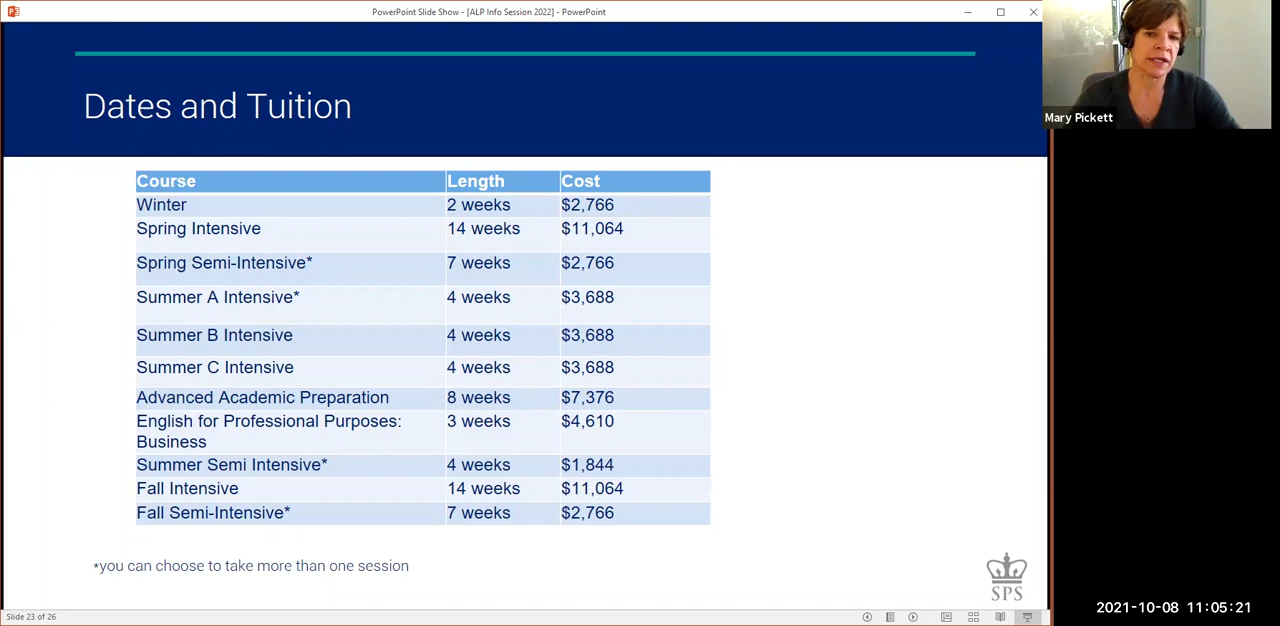 PowerPoint Slide Show - [ALP Info Session 2022] - PowerPoint
Dates and Tuition
Mary Pickett
Course Length Cost
Winter 2 weeks $2,766
Spring Intensive 14 weeks $11,064
Spring Semi-Intensive* 7 weeks $2,766
Summer A Intensive* 4 weeks $3,688
Summer B Intensive 4 weeks $3,688
Summer C Intensive 4 weeks $3,688
Advanced Academic Preparation 8 weeks $7,376
English for Professional Purposes: 3 weeks $4,610
Business
Summer Semi Intensive* 4 weeks $1,844
Fall Intensive 14 weeks $11,064
Fall Semi-Intensive* 7 weeks $2,766
*you can choose to take more than one session
SPS
Slide 23 of 26
2021-10-08 11:05:21